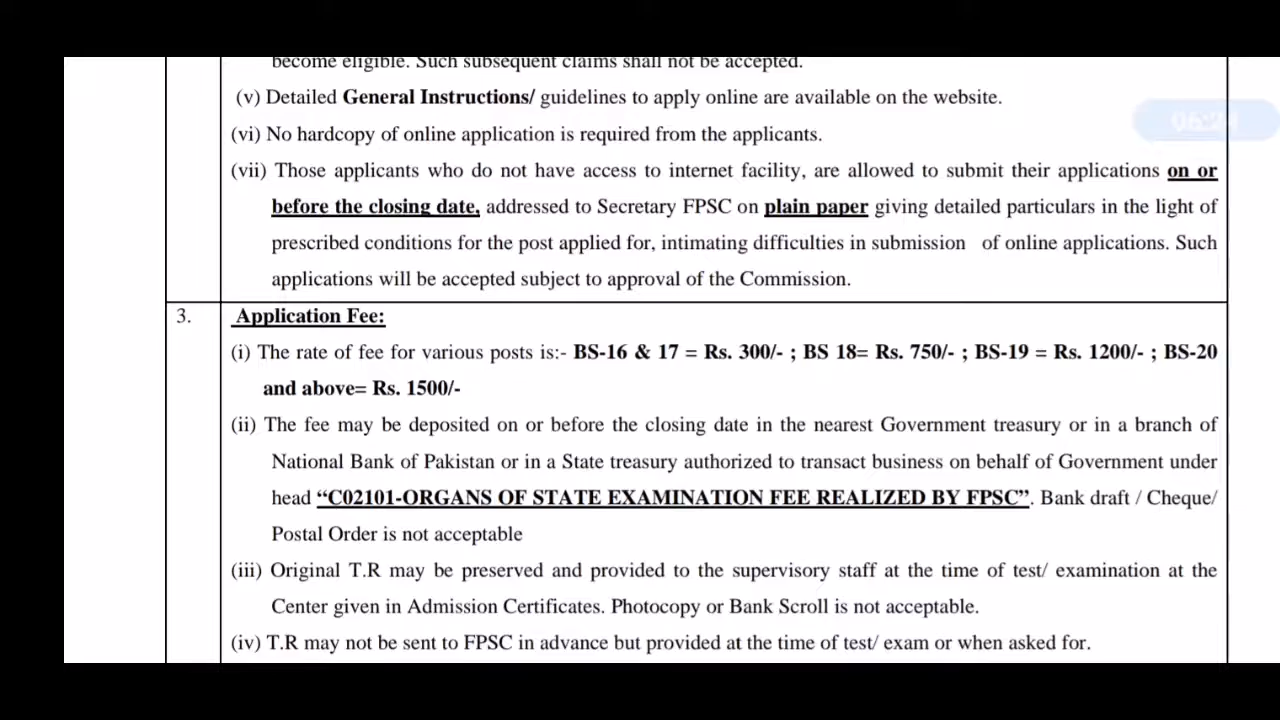 become eligible. Such subsequent claims shall not be accepted.
(v) Detailed General Instructions/ guidelines to apply online are available on the website.
(vi) No hardcopy of online application is required from the applicants.
(vii) Those applicants who do not have access to internet facility, are allowed to submit their applications on or
before the closing date, addressed to Secretary FPSC on plain paper giving detailed particulars in the light of
prescribed conditions for the post applied for, intimating difficulties in submission of online applications. Such
applications will be accepted subject to approval of the Commission.
3. Application Fee:
(i) The rate of fee for various posts is:- BS-16 & 17 = Rs. 300/- ; BS 18= Rs. 750/- ; BS-19 = Rs. 1200/- ; BS-20
and above= Rs. 1500/-
(ii) The fee may be deposited on or before the closing date in the nearest Government treasury or in a branch of
National Bank of Pakistan or in a State treasury authorized to transact business on behalf of Government under
head “C02101-ORGANS OF STATE EXAMINATION FEE REALIZED BY FPSC”. Bank draft / Cheque/
Postal Order is not acceptable
(iii) Original T.R may be preserved and provided to the supervisory staff at the time of test/ examination at the
Center given in Admission Certificates. Photocopy or Bank Scroll is not acceptable.
(iv) T.R may not be sent to FPSC in advance but provided at the time of test/ exam or when asked for.